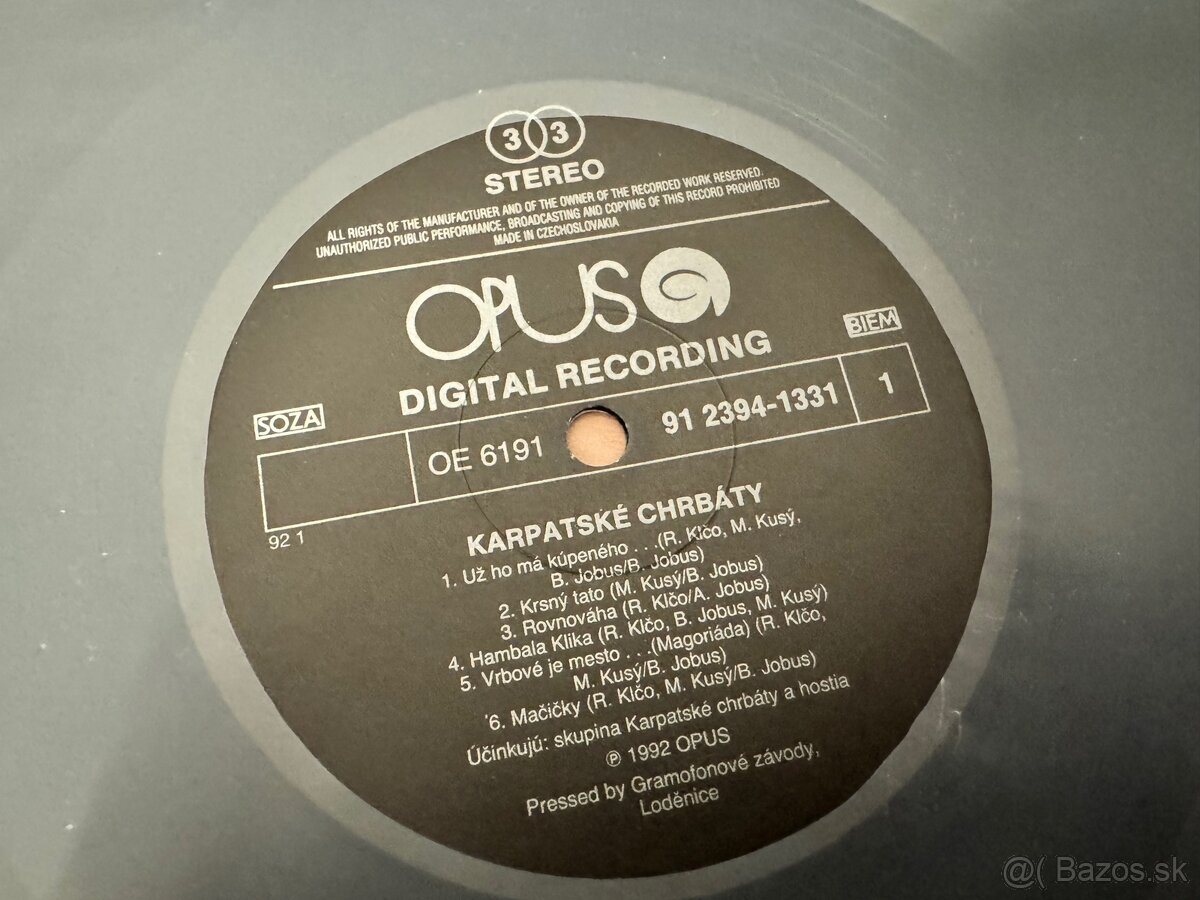 3 3
STEREO
ALL RIGHTS OF THE MANUFACTURER AND OF THE OWNER OF THE RECORDED WORK RESERVED.
UNAUTHORIZED PUBLIC PERFORMANCE, BROADCASTING AND COPYING OF THIS RECORD PROHIBITED
MADE IN CZECHOSLOVAKIA
OPUS
DIGITAL RECORDING
BIEM
SOZA
OE 6191 91 2394-1331 1
92 1
KARPATSKÉ CHRBÁTY
1. Už ho má kúpeného . . .(R. Klčo, M. Kusý,
B. Jobus/B. Jobus)
2. Krsný tato (M. Kusý/B. Jobus)
3. Rovnováha (R. Klčo/A. Jobus)
4. Hambala Klika (R. Klčo, B. Jobus, M. Kusý)
5. Vrbové je mesto . . .(Magoriáda) (R. Klčo,
M. Kusý/B. Jobus)
'6. Mačičky (R. Klčo, M. Kusý/B. Jobus)
Účinkujú: skupina Karpatské chrbáty a hostia
℗ 1992 OPUS
Pressed by Gramofonové závody,
Loděnice
@( Bazos.sk